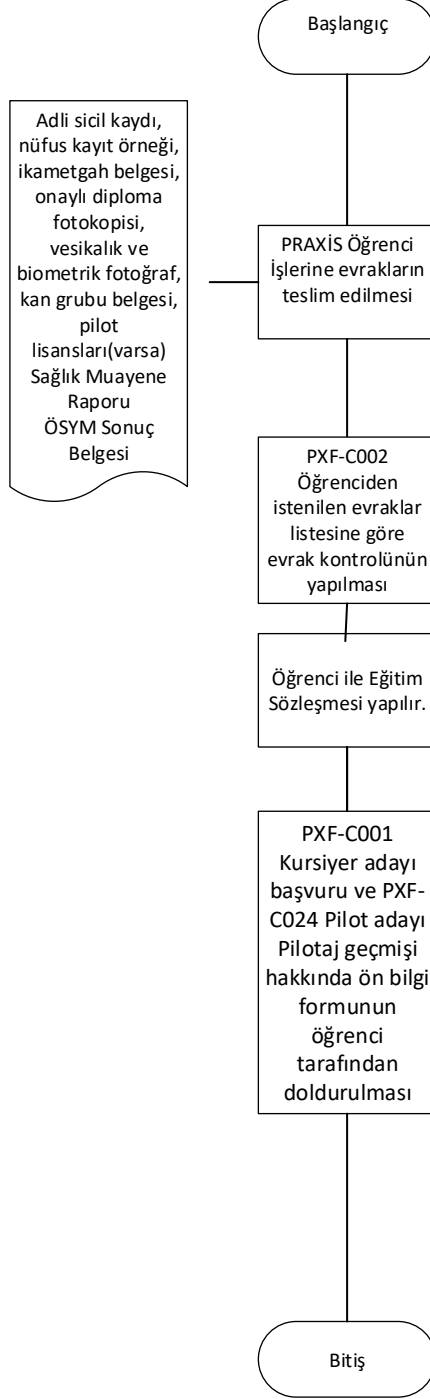 Başlangıç
Adli sicil kaydı,
nüfus kayıt örneği,
ikametgah belgesi,
onaylı diploma
fotokopisi,
vesikalık ve
biometrik fotoğraf,
kan grubu belgesi,
pilot
lisansları(varsa)
Sağlık Muayene
Raporu
ÖSYM Sonuç
Belgesi
PRAXİS Öğrenci
İşlerine evrakların
teslim edilmesi
PXF-C002
Öğrenciden
istenilen evraklar
listesine göre
evrak kontrolünün
yapılması
Öğrenci ile Eğitim
Sözleşmesi yapılır.
PXF-C001
Kursiyer adayı
başvuru ve PXF-
C024 Pilot adayı
Pilotaj geçmişi
hakkında ön bilgi
formunun
öğrenci
tarafından
doldurulması
Bitiş